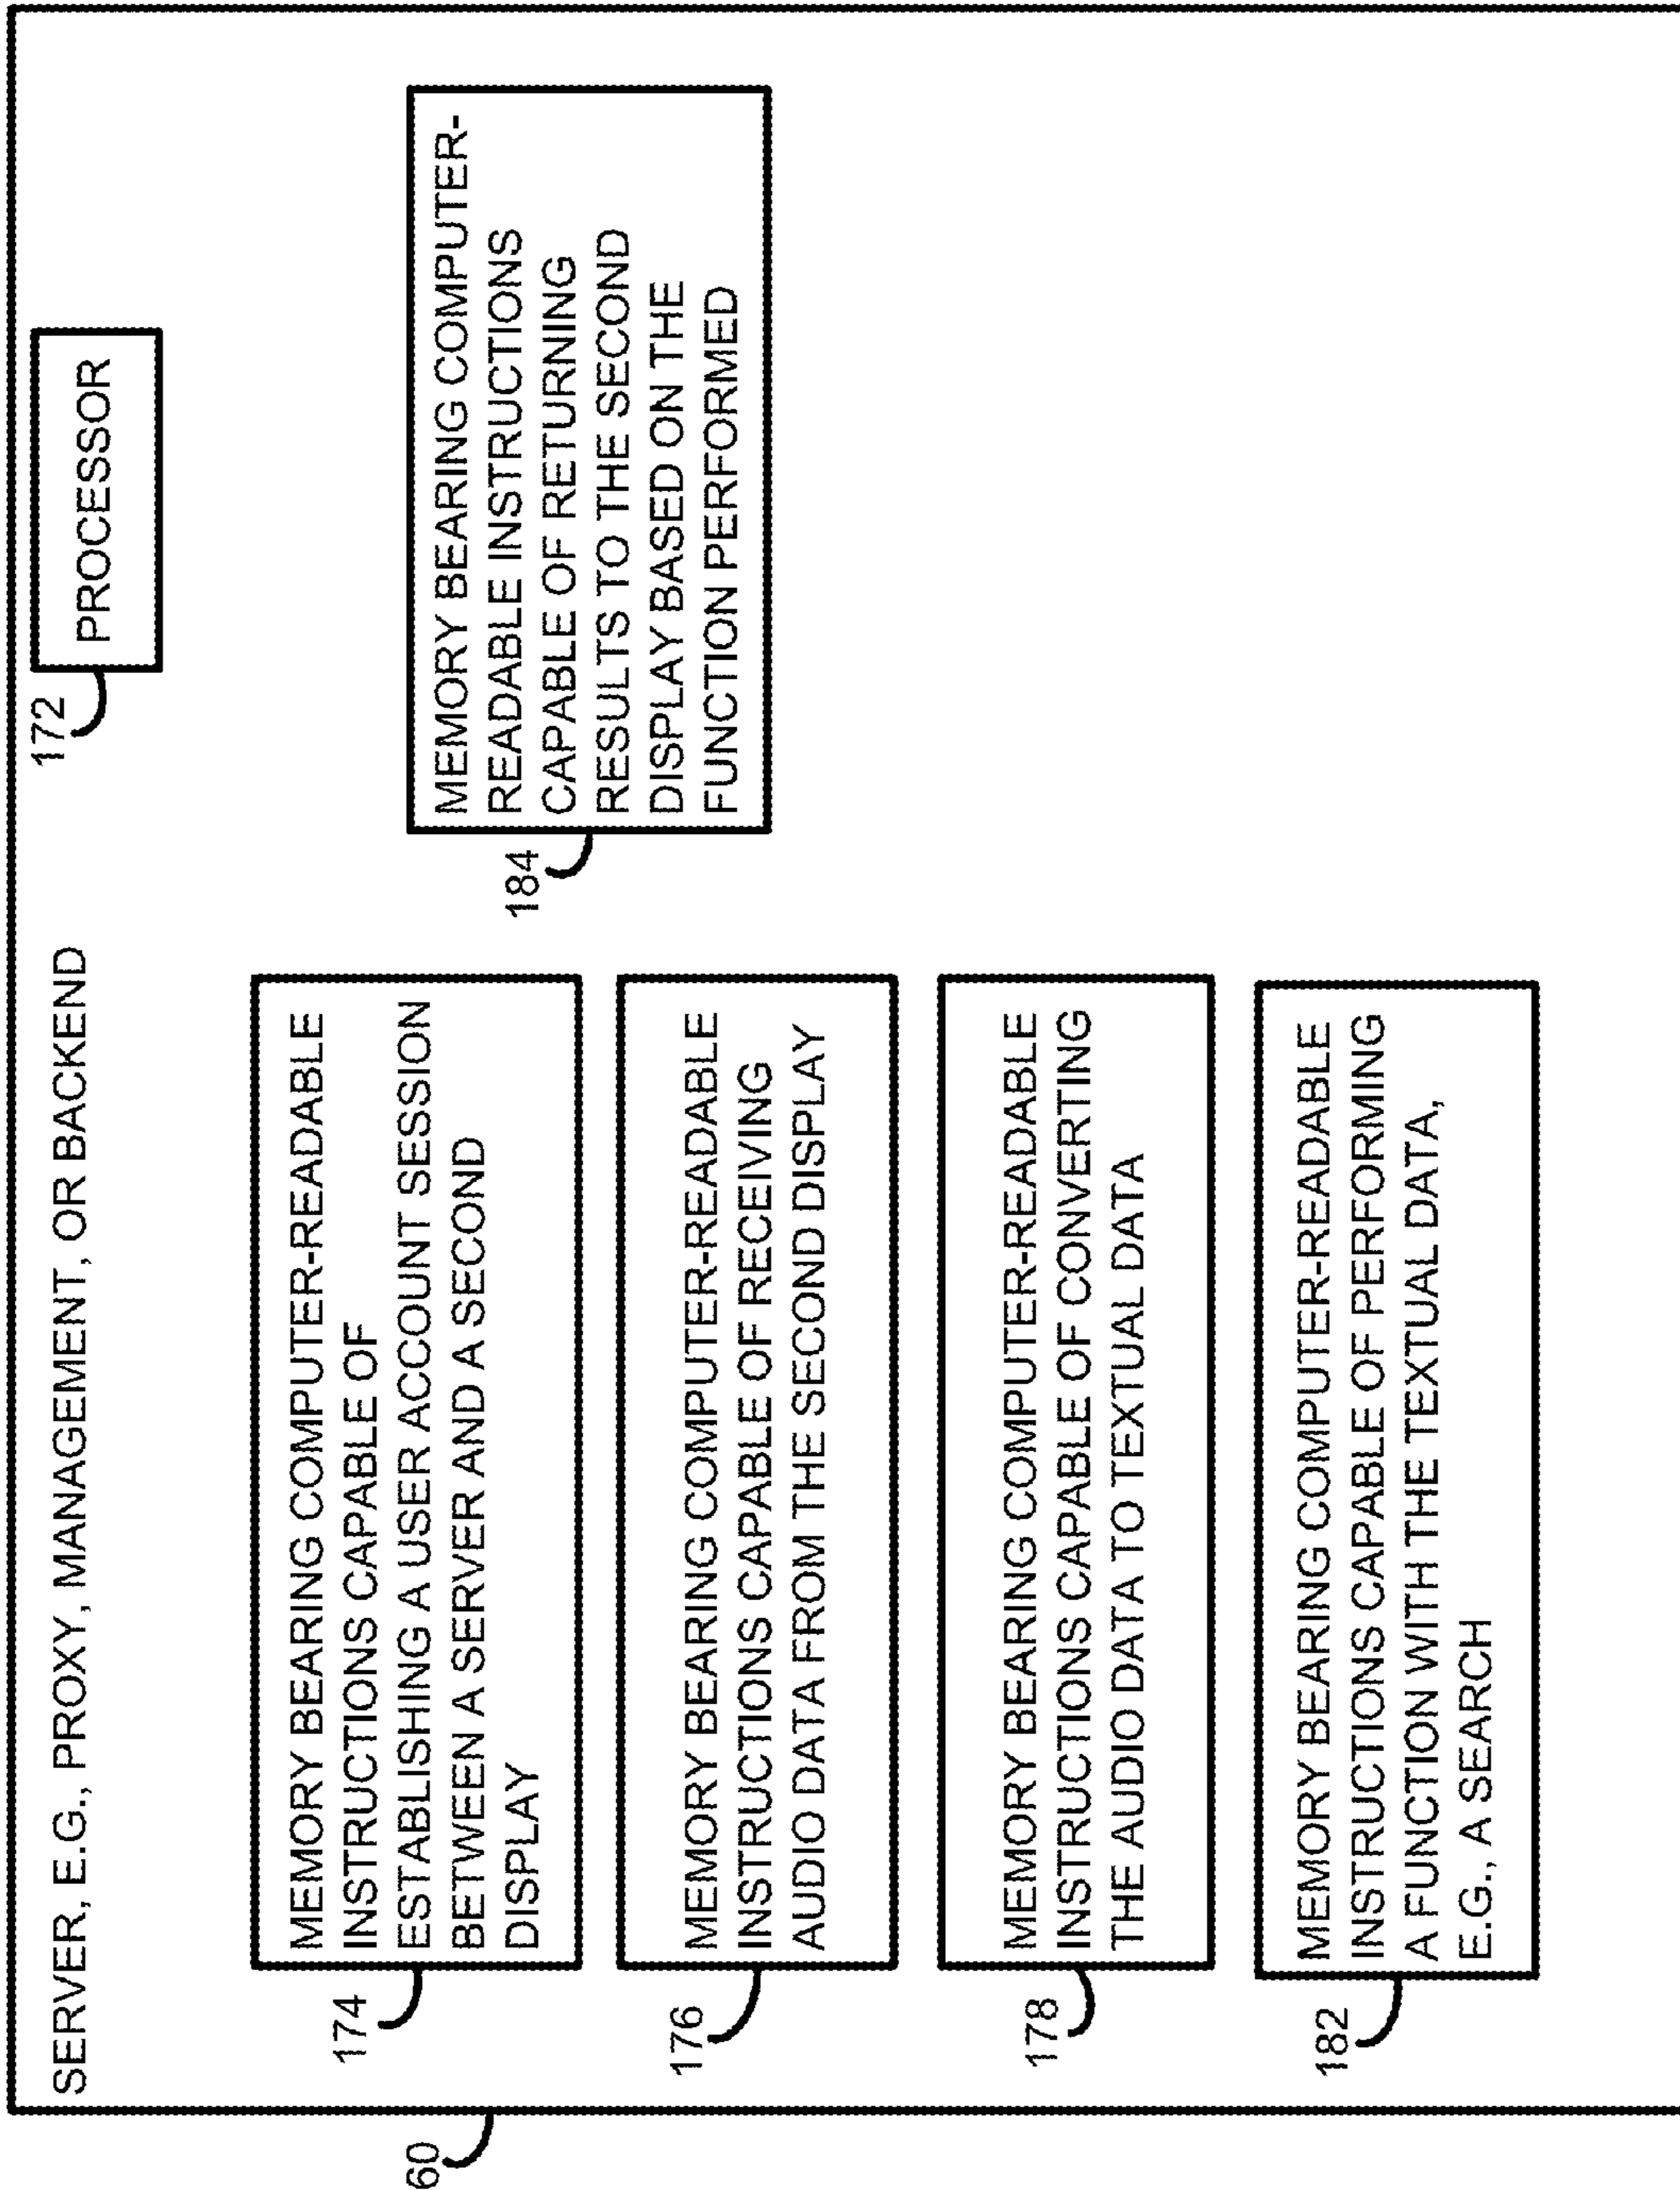 SERVER, E.G., PROXY, MANAGEMENT, OR BACKEND
172
PROCESSOR
174
MEMORY BEARING COMPUTER-READABLE
INSTRUCTIONS CAPABLE OF
ESTABLISHING A USER ACCOUNT SESSION
BETWEEN A SERVER AND A SECOND
DISPLAY
176
MEMORY BEARING COMPUTER-READABLE
INSTRUCTIONS CAPABLE OF RECEIVING
AUDIO DATA FROM THE SECOND DISPLAY
178
MEMORY BEARING COMPUTER-READABLE
INSTRUCTIONS CAPABLE OF CONVERTING
THE AUDIO DATA TO TEXTUAL DATA
182
MEMORY BEARING COMPUTER-READABLE
INSTRUCTIONS CAPABLE OF PERFORMING
A FUNCTION WITH THE TEXTUAL DATA,
E.G., A SEARCH
184
MEMORY BEARING COMPUTER-
READABLE INSTRUCTIONS
CAPABLE OF RETURNING
RESULTS TO THE SECOND
DISPLAY BASED ON THE
FUNCTION PERFORMED
60